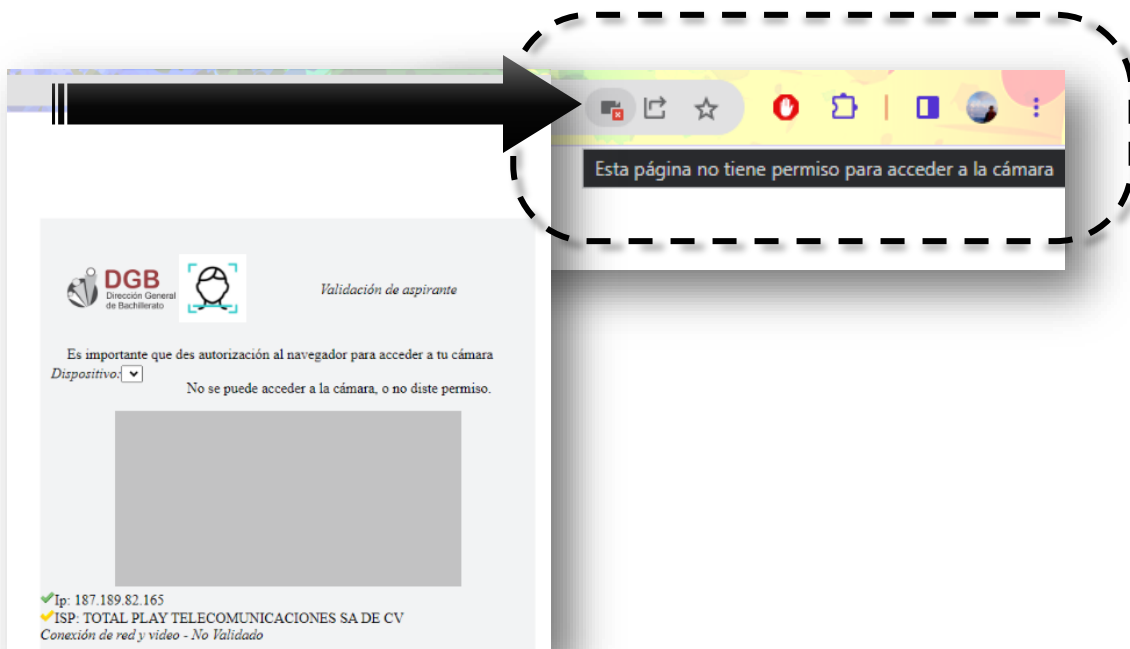 Esta página no tiene permiso para acceder a la cámara
DGB
Dirección General
de Bachillerato
Validación de aspirante
Es importante que des autorización al navegador para acceder a tu cámara
Dispositivo:
No se puede acceder a la cámara, o no diste permiso.
Ip: 187.189.82.165
ISP: TOTAL PLAY TELECOMUNICACIONES SA DE CV
Conexión de red y video - No Validado